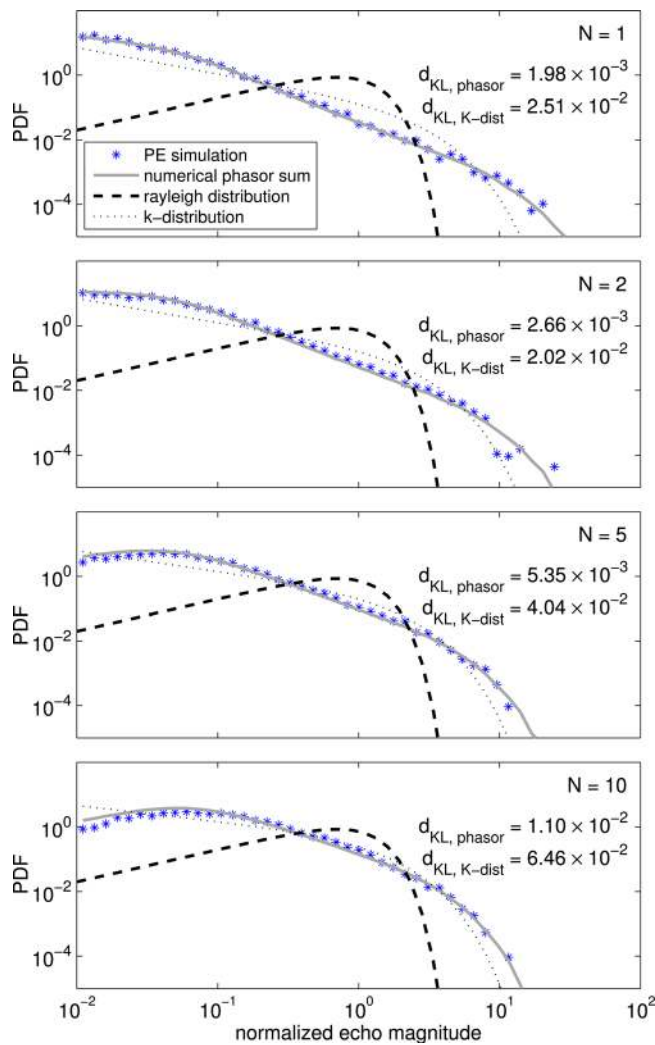 N = 1
10^0
10^-2
10^-4
PDF
d_KL, phasor = 1.98 × 10^-3
d_KL, K-dist = 2.51 × 10^-2
PE simulation
numerical phasor sum
rayleigh distribution
k-distribution
N = 2
10^0
10^-2
10^-4
PDF
d_KL, phasor = 2.66 × 10^-3
d_KL, K-dist = 2.02 × 10^-2
N = 5
10^0
10^-2
10^-4
PDF
d_KL, phasor = 5.35 × 10^-3
d_KL, K-dist = 4.04 × 10^-2
N = 10
10^0
10^-2
10^-4
PDF
d_KL, phasor = 1.10 × 10^-2
d_KL, K-dist = 6.46 × 10^-2
10^-2 10^-1 10^0 10^1 10^2
normalized echo magnitude